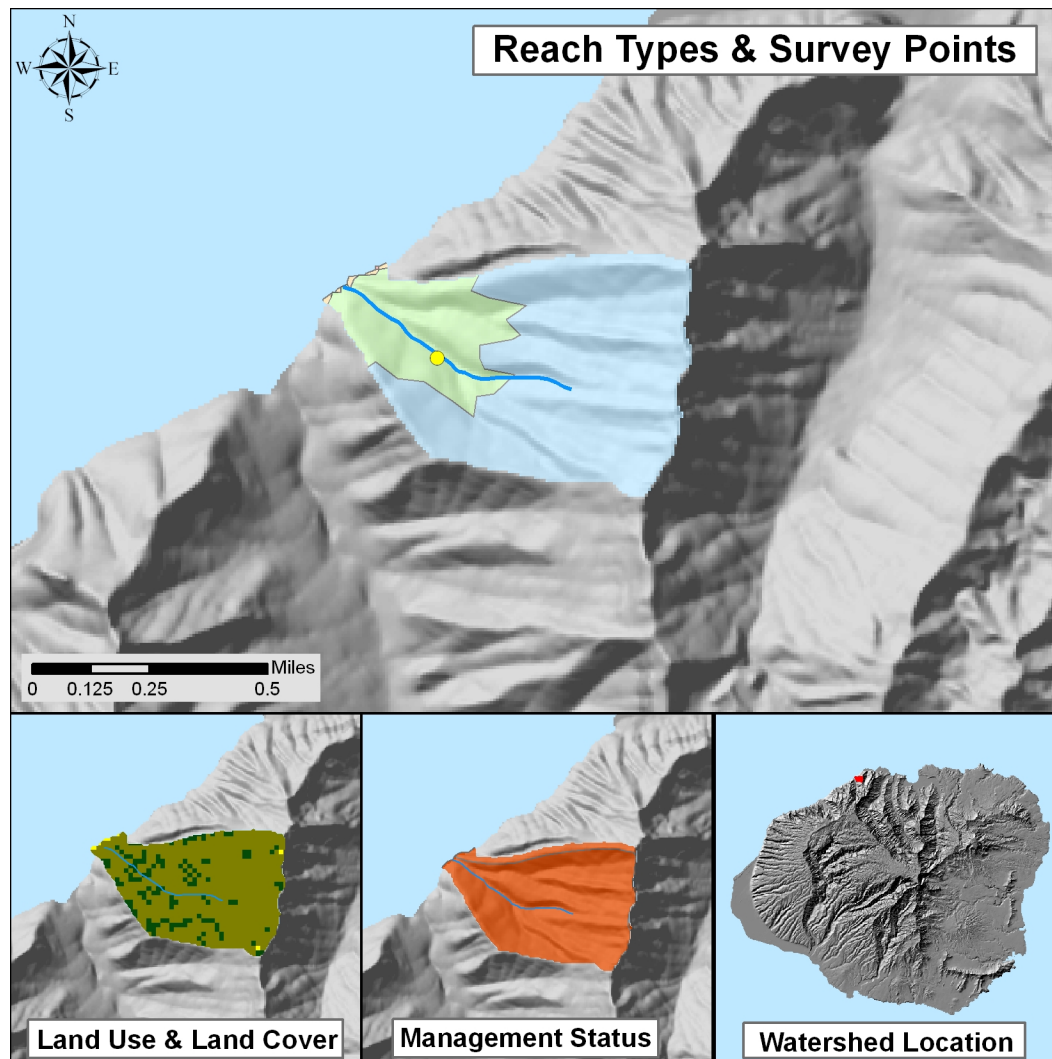 N
Reach Types & Survey Points
W E
S
Miles
0 0.125 0.25 0.5
Land Use & Land Cover
Management Status
Watershed Location